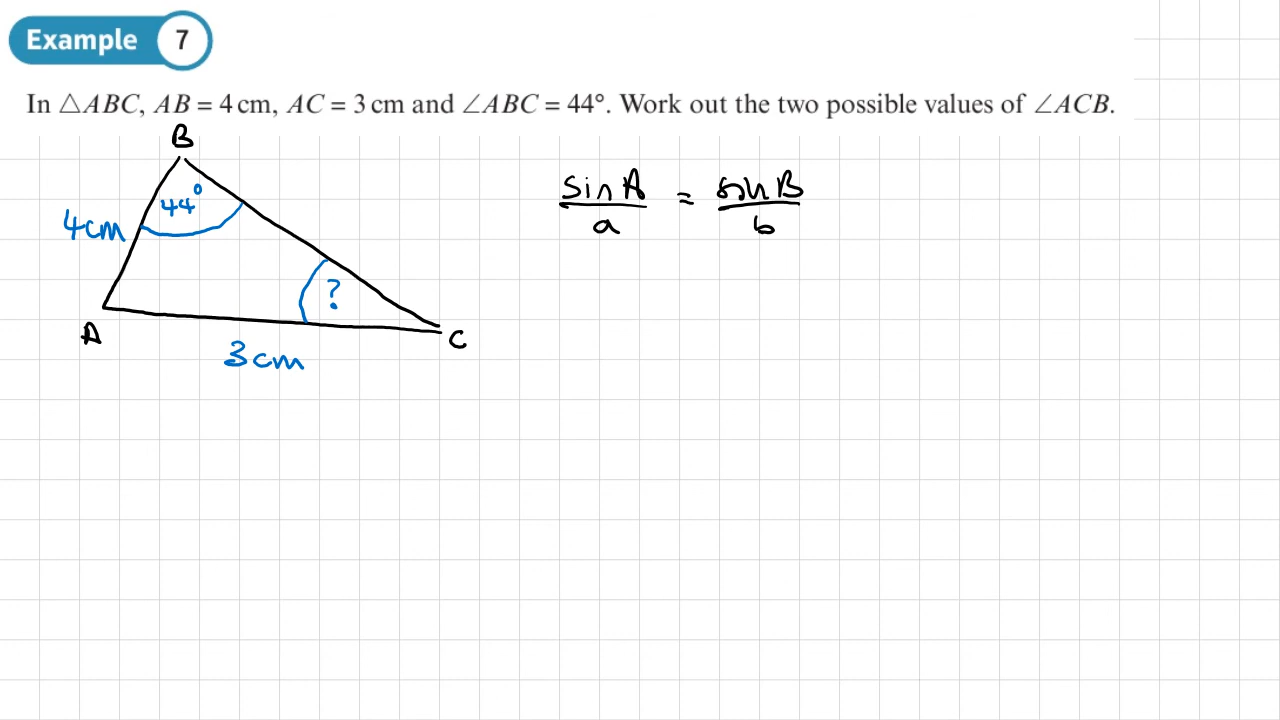 Example 7
In △ABC, AB = 4 cm, AC = 3 cm and ∠ABC = 44°. Work out the two possible values of ∠ACB.
B
sin A / a = sin B / b
44°
4cm
?
A
C
3cm